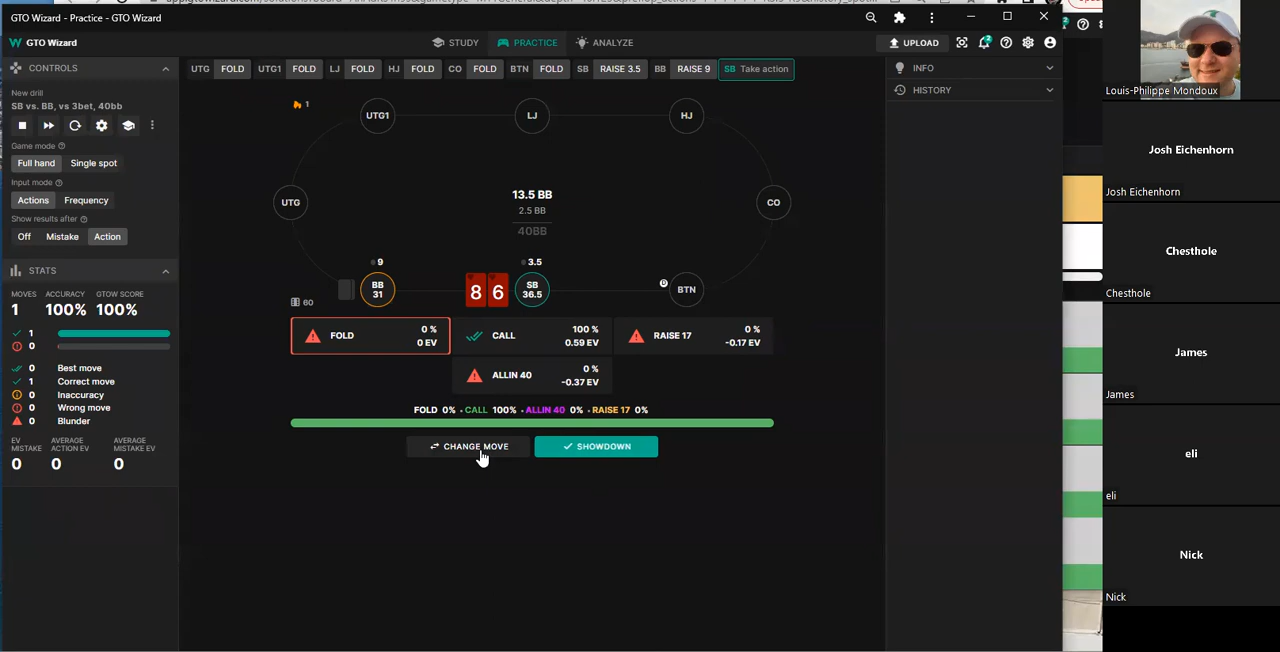 GTO Wizard - Practice - GTO Wizard
GTO Wizard
STUDY
PRACTICE
ANALYZE
UPLOAD
CONTROLS
New drill
SB vs. BB, vs 3bet, 40bb
Game mode
Full hand
Single spot
Input mode
Actions
Frequency
Show results after
Off
Mistake
Action
STATS
MOVES
ACCURACY
GTOW SCORE
1
100%
100%
1
0
0 Best move
1 Correct move
0 Inaccuracy
0 Wrong move
0 Blunder
EV MISTAKE
AVERAGE ACTION EV
AVERAGE MISTAKE EV
0
0
0
UTG FOLD UTG1 FOLD LJ FOLD HJ FOLD CO FOLD BTN FOLD SB RAISE 3.5 BB RAISE 9 SB Take action
1
UTG1
LJ
HJ
UTG
13.5 BB
2.5 BB
40BB
CO
9
3.5
BB
31
8 6
SB
36.5
D
BTN
60
FOLD 0 %
0 EV
CALL 100 %
0.59 EV
RAISE 17 0 %
-0.17 EV
ALLIN 40 0 %
-0.37 EV
FOLD 0% • CALL 100% • ALLIN 40 0% • RAISE 17 0%
CHANGE MOVE
SHOWDOWN
INFO
HISTORY
Louis-Philippe Mondoux
Josh Eichenhorn
Josh Eichenhorn
Chesthole
Chesthole
James
James
eli
eli
Nick
Nick